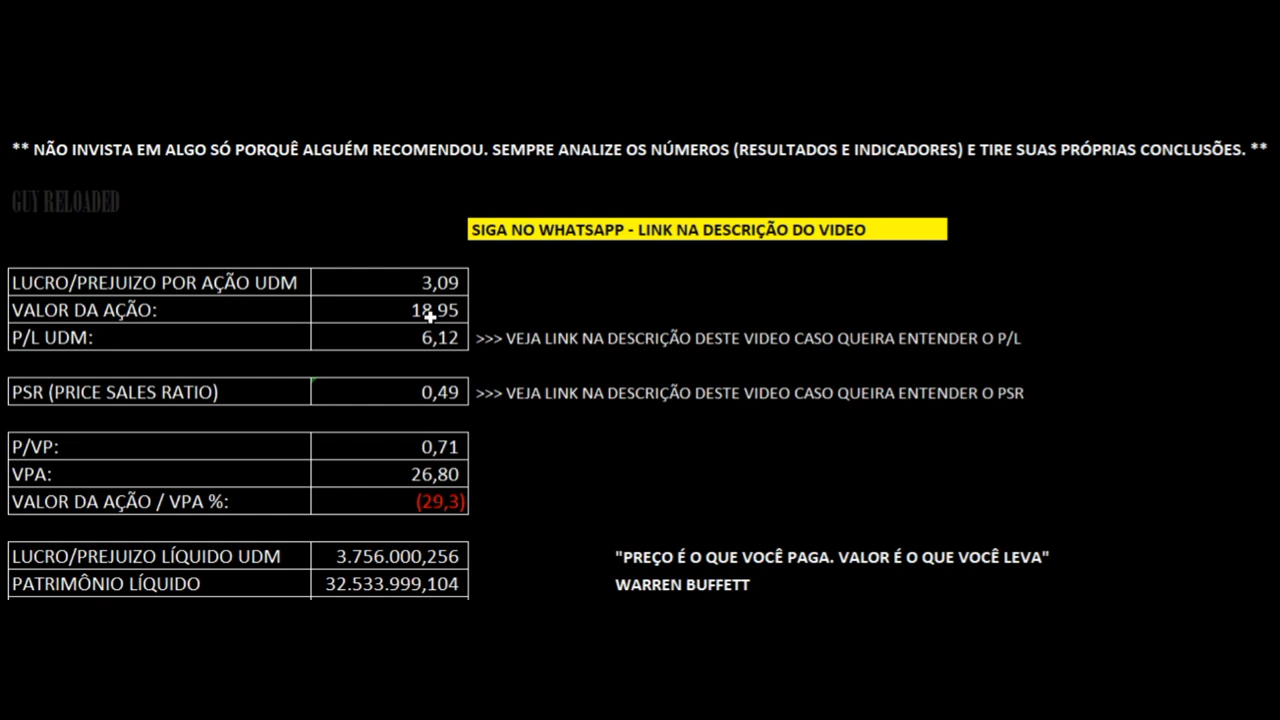 ** NÃO INVISTA EM ALGO SÓ PORQUÊ ALGUÉM RECOMENDOU. SEMPRE ANALIZE OS NÚMEROS (RESULTADOS E INDICADORES) E TIRE SUAS PRÓPRIAS CONCLUSÕES. **
GUY RELOADED
SIGA NO WHATSAPP - LINK NA DESCRIÇÃO DO VIDEO
LUCRO/PREJUIZO POR AÇÃO UDM 3,09
VALOR DA AÇÃO: 18,95
P/L UDM: 6,12 >>> VEJA LINK NA DESCRIÇÃO DESTE VIDEO CASO QUEIRA ENTENDER O P/L
PSR (PRICE SALES RATIO) 0,49 >>> VEJA LINK NA DESCRIÇÃO DESTE VIDEO CASO QUEIRA ENTENDER O PSR
P/VP: 0,71
VPA: 26,80
VALOR DA AÇÃO / VPA %: (29,3)
LUCRO/PREJUIZO LÍQUIDO UDM 3.756.000,256 "PREÇO É O QUE VOCÊ PAGA. VALOR É O QUE VOCÊ LEVA"
PATRIMÔNIO LÍQUIDO 32.533.999,104 WARREN BUFFETT